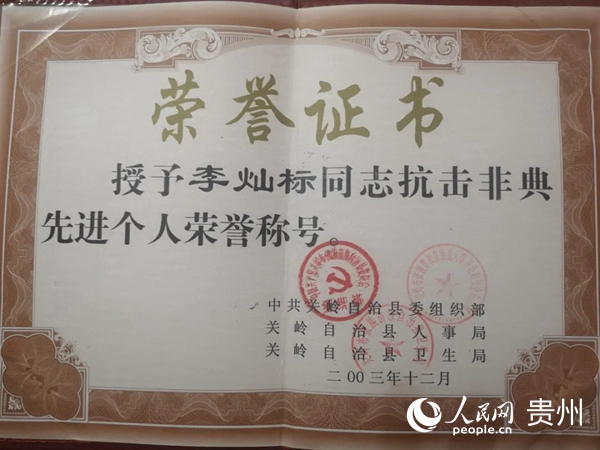 荣誉证书
授予李灿标同志抗击非典
先进个人荣誉称号。
中共关岭自治县委组织部
关岭自治县人事局
关岭自治县卫生局
二00三年十二月
人民网 贵州
people.cn